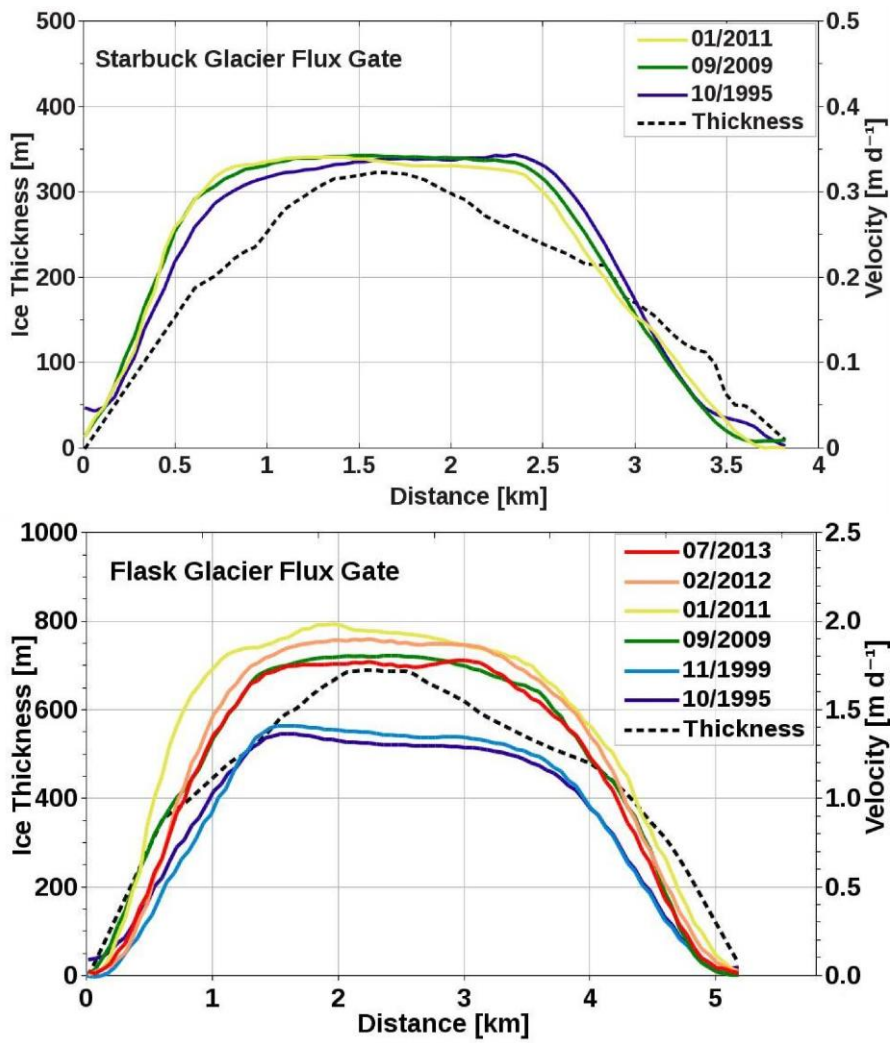 500
0.5
Starbuck Glacier Flux Gate
01/2011
09/2009
10/1995
Thickness
400
0.4
300
0.3
200
0.2
100
0.1
0
0
Ice Thickness [m]
Velocity [m d⁻¹]
0 0.5 1 1.5 2 2.5 3 3.5 4
Distance [km]
1000
2.5
Flask Glacier Flux Gate
07/2013
02/2012
01/2011
09/2009
11/1999
10/1995
Thickness
800
2.0
600
1.5
400
1.0
200
0.5
0
0.0
Ice Thickness [m]
Velocity [m d⁻¹]
0 1 2 3 4 5
Distance [km]